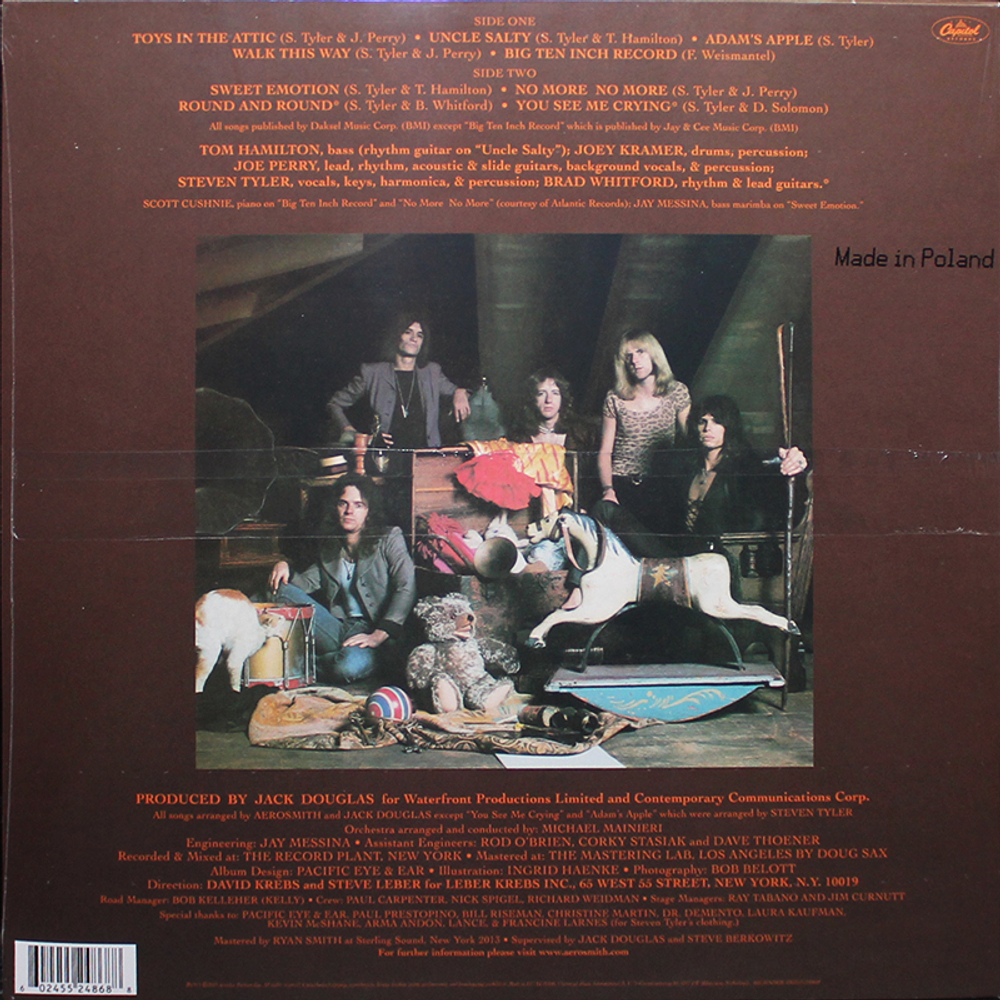 SIDE ONE
Capitol
RECORDS
TOYS IN THE ATTIC (S. Tyler & J. Perry) • UNCLE SALTY (S. Tyler & T. Hamilton) • ADAM'S APPLE (S. Tyler)
WALK THIS WAY (S. Tyler & J. Perry) • BIG TEN INCH RECORD (F. Weismantel)
SIDE TWO
SWEET EMOTION (S. Tyler & T. Hamilton) • NO MORE NO MORE (S. Tyler & J. Perry)
ROUND AND ROUND* (S. Tyler & B. Whitford) • YOU SEE ME CRYING* (S. Tyler & D. Solomon)
All songs published by Daksel Music Corp. (BMI) except "Big Ten Inch Record" which is published by Jay & Cee Music Corp. (BMI)
TOM HAMILTON, bass (rhythm guitar on "Uncle Salty"); JOEY KRAMER, drums, percussion;
JOE PERRY, lead, rhythm, acoustic & slide guitars, background vocals, & percussion;
STEVEN TYLER, vocals, keys, harmonica, & percussion; BRAD WHITFORD, rhythm & lead guitars.*
SCOTT CUSHNIE, piano on "Big Ten Inch Record" and "No More No More" (courtesy of Atlantic Records); JAY MESSINA, bass marimba on "Sweet Emotion."
Made in Poland
PRODUCED BY JACK DOUGLAS for Waterfront Productions Limited and Contemporary Communications Corp.
All songs arranged by AEROSMITH and JACK DOUGLAS except "You See Me Crying" and "Adam's Apple" which were arranged by STEVEN TYLER
Orchestra arranged and conducted by: MICHAEL MAINIERI
Engineering: JAY MESSINA • Assistant Engineers: ROD O'BRIEN, CORKY STASIAK and DAVE THOENER
Recorded & Mixed at: THE RECORD PLANT, NEW YORK • Mastered at: THE MASTERING LAB, LOS ANGELES BY DOUG SAX
Album Design: PACIFIC EYE & EAR • Illustration: INGRID HAENKE • Photography: BOB BELOTT
Direction: DAVID KREBS and STEVE LEBER for LEBER KREBS INC., 65 WEST 55 STREET, NEW YORK, N.Y. 10019
Road Manager: BOB KELLEHER (KELLY) • Crew: PAUL CARPENTER, NICK SPIGEL, RICHARD WEIDMAN • Stage Managers: RAY TABANO AND JIM CURNUTT
Special thanks to: PACIFIC EYE & EAR, PAUL PRESTOPINO, BILL RISEMAN, CHRISTINE MARTIN, DR. DEMENTO, LAURA KAUFMAN,
KEVIN McSHANE, ARMA ANDON, LANCE, & FRANCINE LARNES (for Steven Tyler's clothing.)
Mastered by RYAN SMITH at Sterling Sound, New York 2013 • Supervised by JACK DOUGLAS and STEVE BERKOWITZ
For further information please visit www.aerosmith.com
6 02455 24868 8